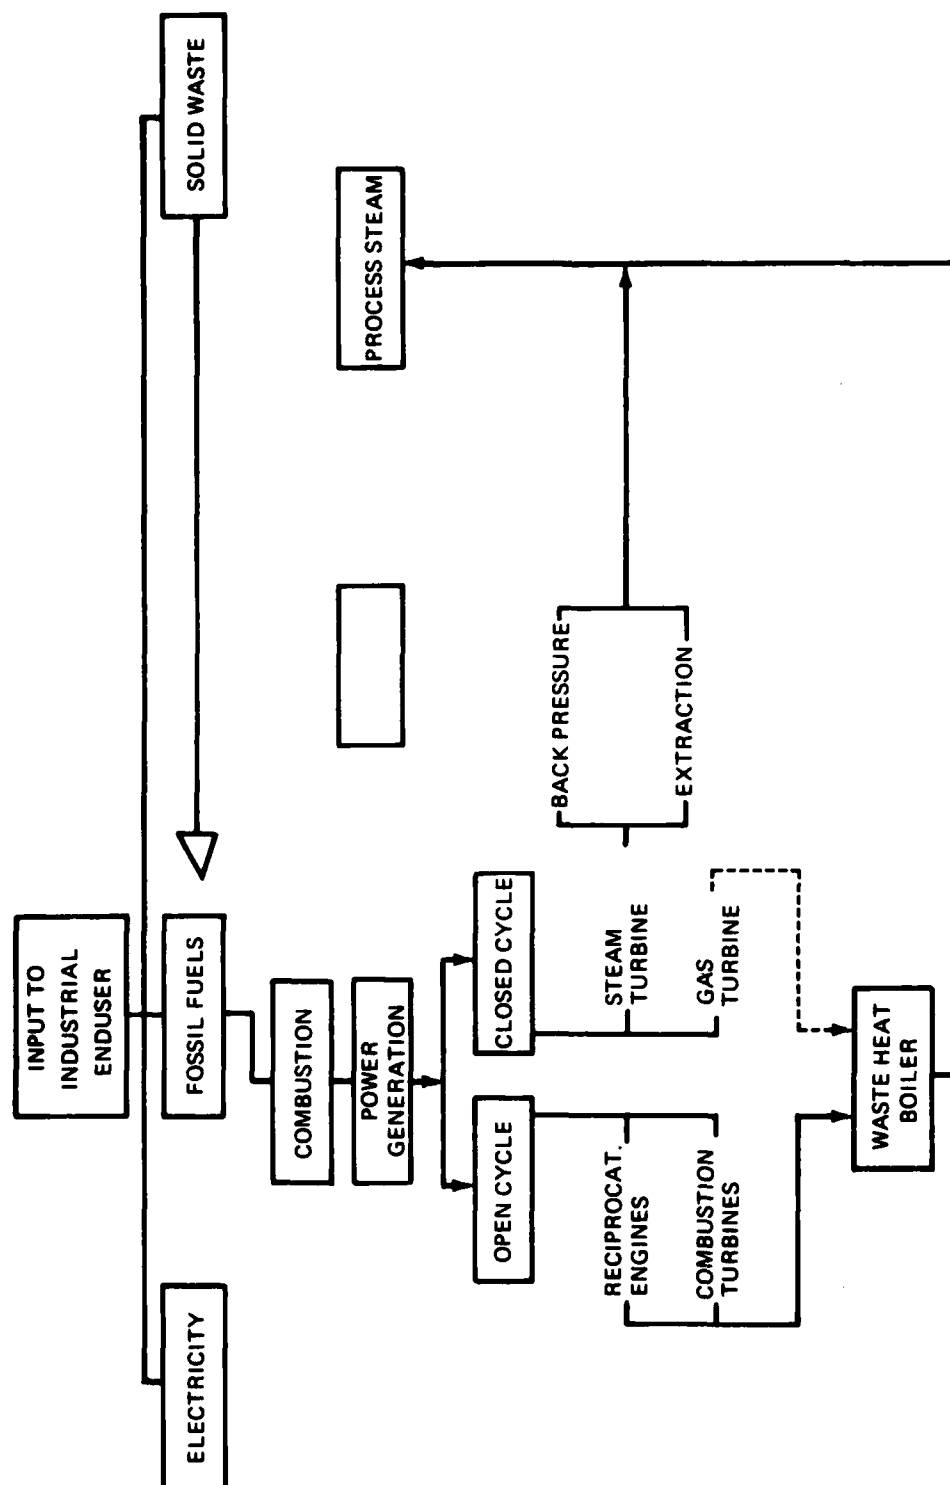 INPUT TO
INDUSTRIAL
ENDUSER
ELECTRICITY
FOSSIL FUELS
SOLID WASTE
COMBUSTION
POWER
GENERATION
PROCESS STEAM
OPEN CYCLE
CLOSED CYCLE
RECIPROCAT.
ENGINES
STEAM
TURBINE
BACK PRESSURE
EXTRACTION
COMBUSTION
TURBINES
GAS
TURBINE
WASTE HEAT
BOILER